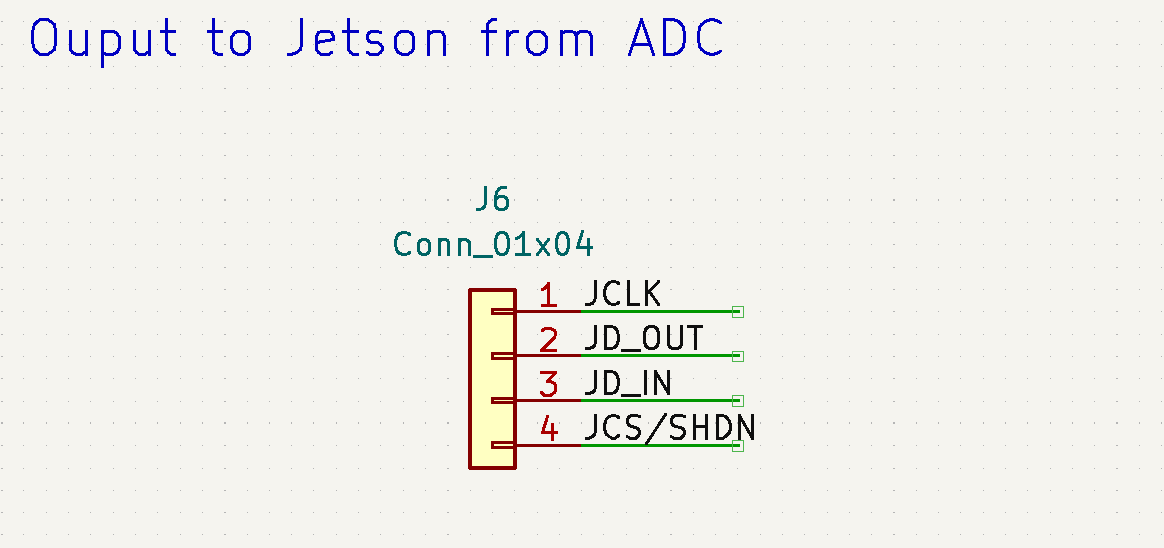 Ouput to Jetson from ADC
J6
Conn_01x04
1 JCLK
2 JD_OUT
3 JD_IN
4 JCS/SHDN